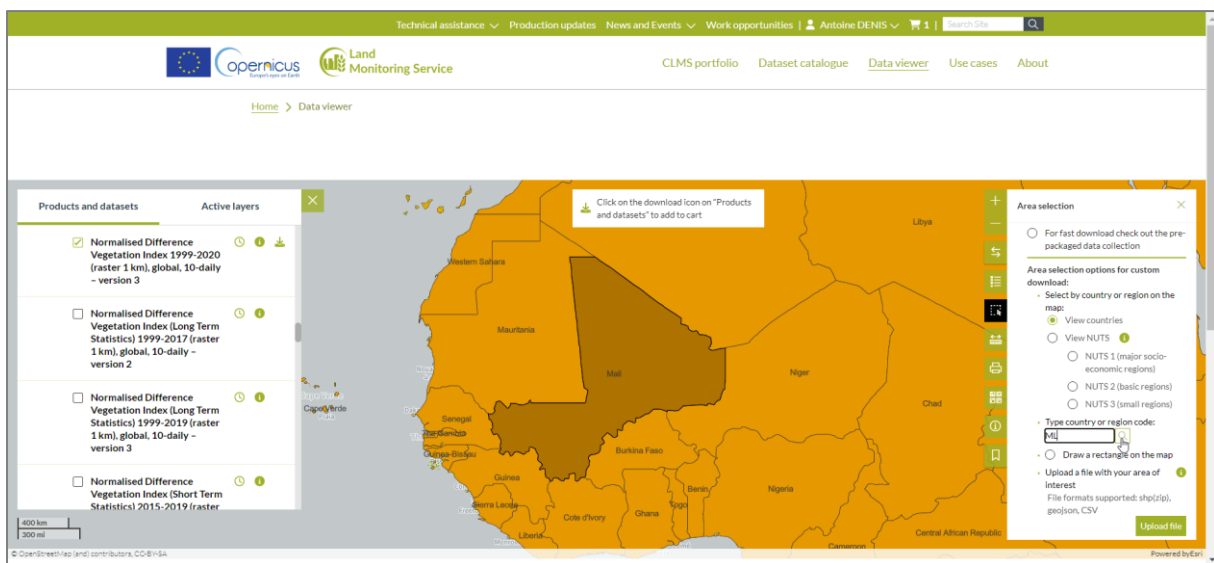 Technical assistance Production updates News and Events Work opportunities | Antoine DENIS 1 | Search Site
opernicus
Europe's eyes on Earth
Land
Monitoring Service
CLMS portfolio Dataset catalogue Data viewer Use cases About
Home > Data viewer
Products and datasets Active layers
Normalised Difference
Vegetation Index 1999-2020
(raster 1 km), global, 10-daily
– version 3
Normalised Difference
Vegetation Index (Long Term
Statistics) 1999-2017 (raster
1 km), global, 10-daily –
version 2
Normalised Difference
Vegetation Index (Long Term
Statistics) 1999-2019 (raster
1 km), global, 10-daily –
version 3
Normalised Difference
Vegetation Index (Short Term
Statistics) 2015-2019 (raster
400 km
300 mi
© OpenStreetMap (and) contributors, CC-BY-SA
Click on the download icon on "Products
and datasets" to add to cart
Libya
Western Sahara
Mauritania
Mali
Niger
Chad
Cape Verde
Senegal
Guinea-Bissau
Burkina Faso
Guinea
Benin
Nigeria
Sierra Leone
Togo
Cote d'Ivory
Ghana
Liberia
Central African Republic
Cameroon
Area selection
For fast download check out the pre-
packaged data collection
Area selection options for custom
download:
Select by country or region on the
map:
View countries
View NUTS
NUTS 1 (major socio-
economic regions)
NUTS 2 (basic regions)
NUTS 3 (small regions)
Type country or region code:
ML
Draw a rectangle on the map
Upload a file with your area of
interest
File formats supported: shp(zip),
geojson, CSV
Upload file
Powered by Esri